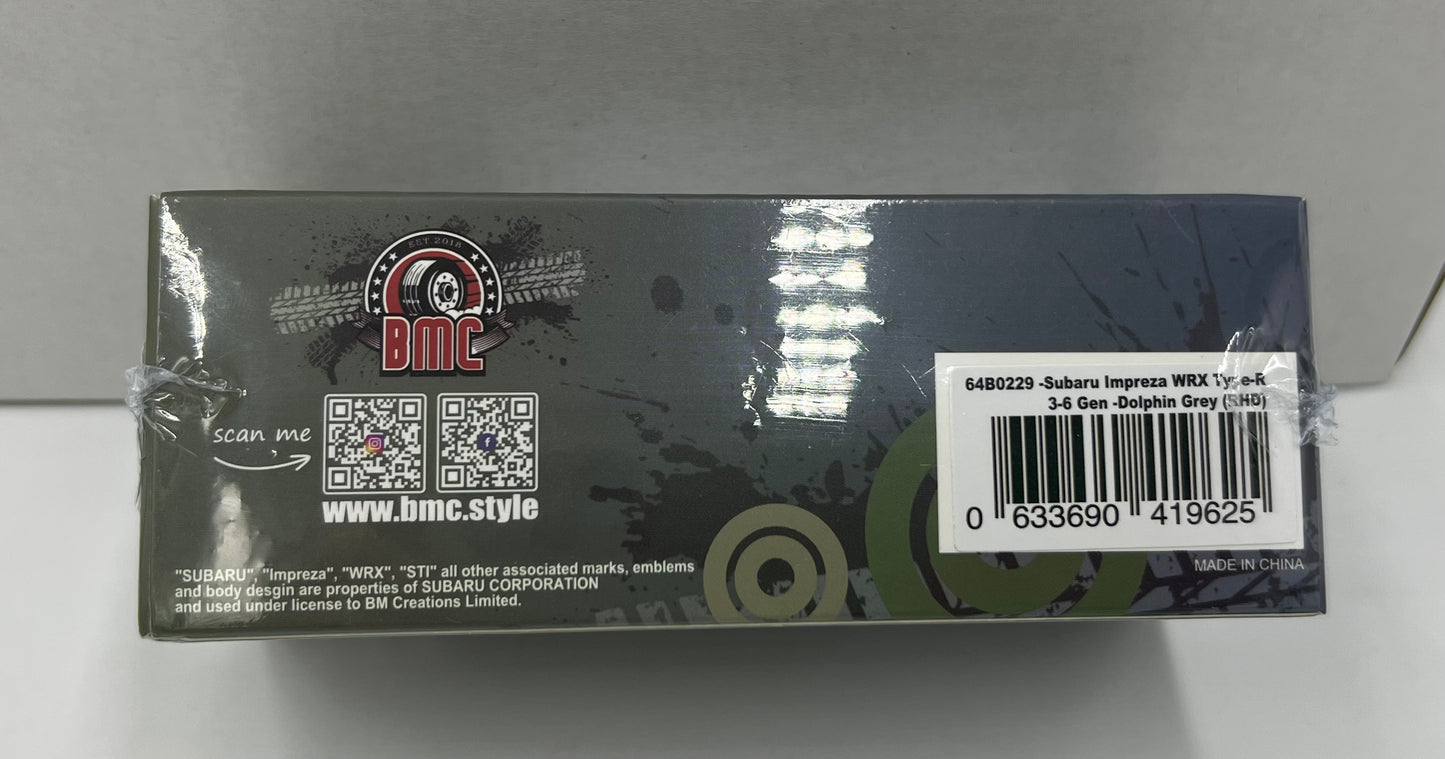 EST.2018
BMC
scan me
www.bmc.style
"SUBARU", "Impreza", "WRX", "STI" all other associated marks, emblems
and body desgin are properties of SUBARU CORPORATION
and used under license to BM Creations Limited.
64B0229 -Subaru Impreza WRX Type-R
3-6 Gen -Dolphin Grey (RHD)
0 633690 419625
MADE IN CHINA